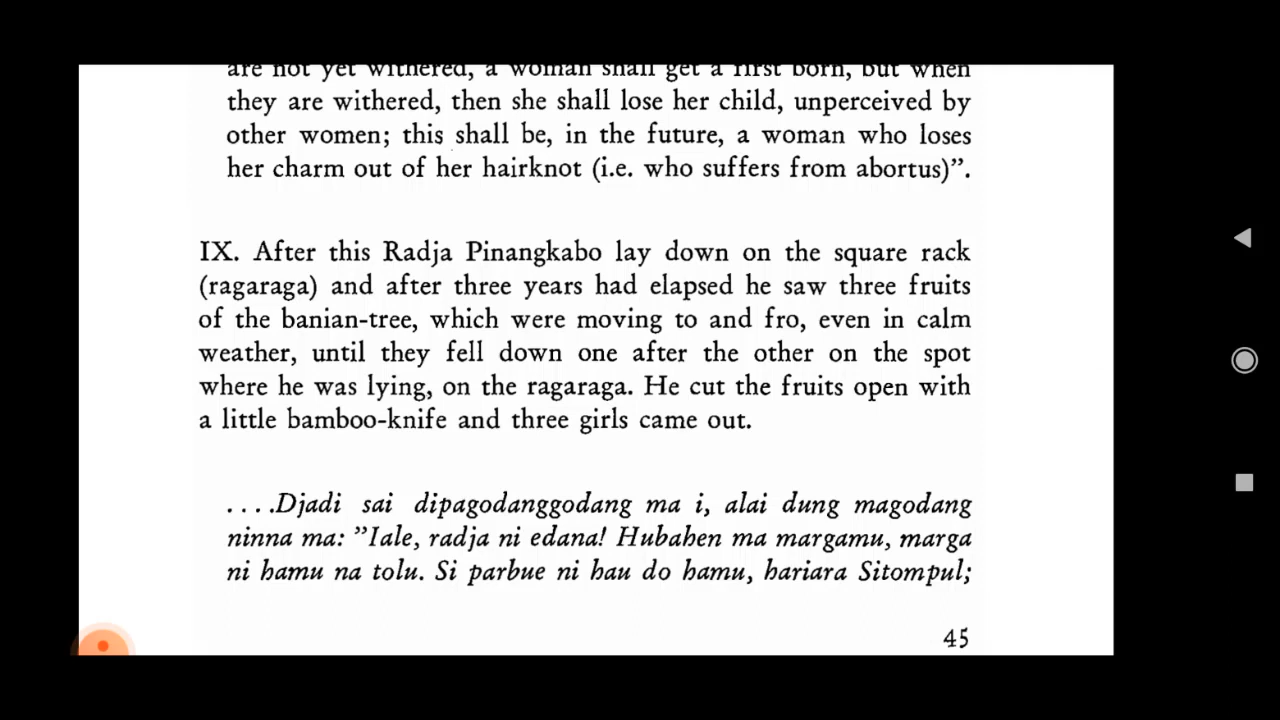 are not yet withered, a woman shall get a first born, but when
they are withered, then she shall lose her child, unperceived by
other women; this shall be, in the future, a woman who loses
her charm out of her hairknot (i.e. who suffers from abortus)”.
IX. After this Radja Pinangkabo lay down on the square rack
(ragaraga) and after three years had elapsed he saw three fruits
of the banian-tree, which were moving to and fro, even in calm
weather, until they fell down one after the other on the spot
where he was lying, on the ragaraga. He cut the fruits open with
a little bamboo-knife and three girls came out.
....Djadi sai dipagodanggodang ma i, alai dung magodang
ninna ma: ”Iale, radja ni edana! Hubahen ma margamu, marga
ni hamu na tolu. Si parbue ni hau do hamu, hariara Sitompul;
45